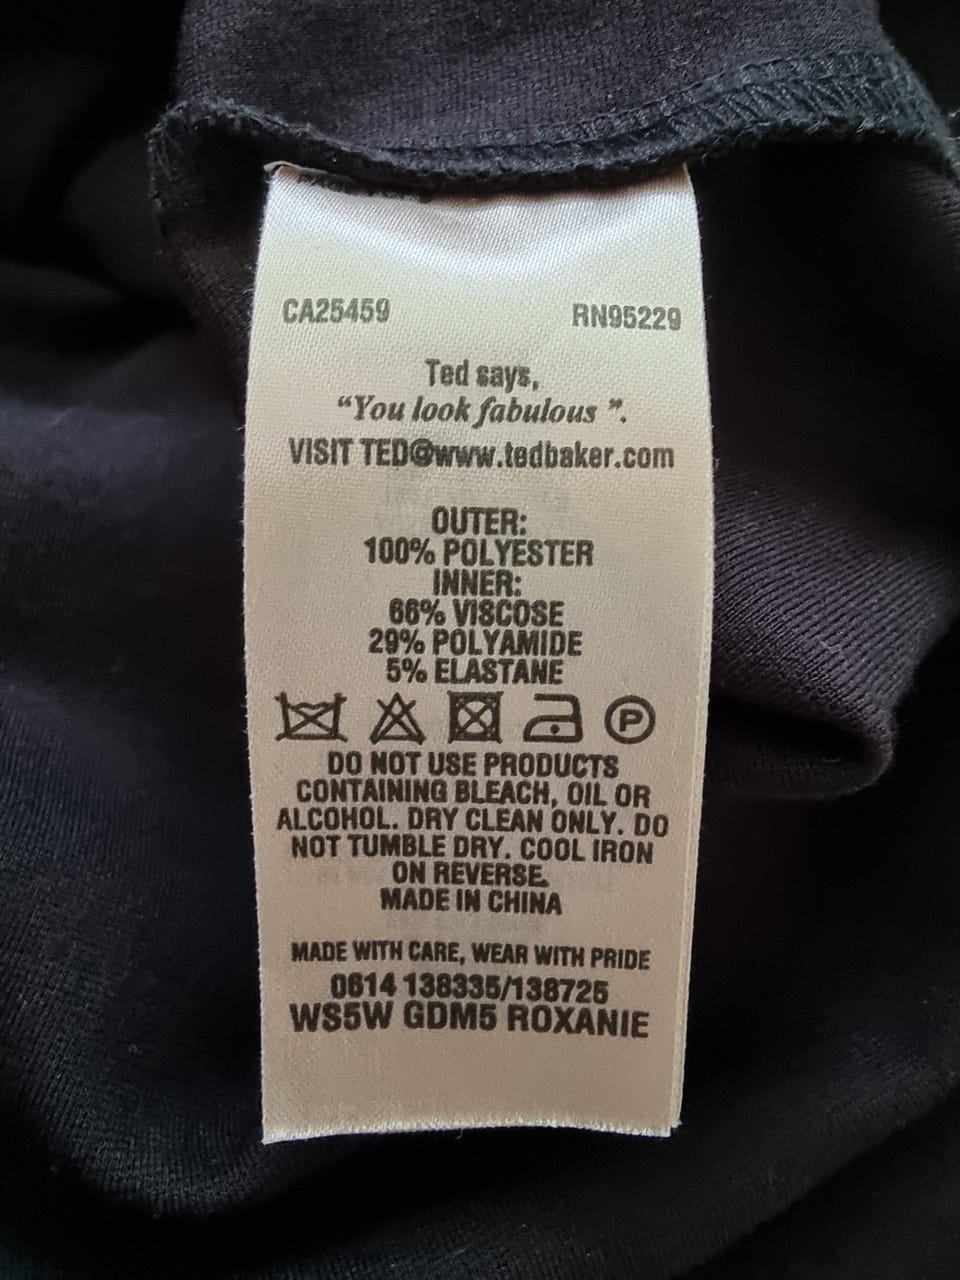 CA25459 RN95229
Ted says,
“You look fabulous ”.
VISIT TED@www.tedbaker.com
OUTER:
100% POLYESTER
INNER:
66% VISCOSE
29% POLYAMIDE
5% ELASTANE
P
DO NOT USE PRODUCTS
CONTAINING BLEACH, OIL OR
ALCOHOL. DRY CLEAN ONLY. DO
NOT TUMBLE DRY. COOL IRON
ON REVERSE.
MADE IN CHINA
MADE WITH CARE, WEAR WITH PRIDE
0614 138335/138725
WS5W GDM5 ROXANIE